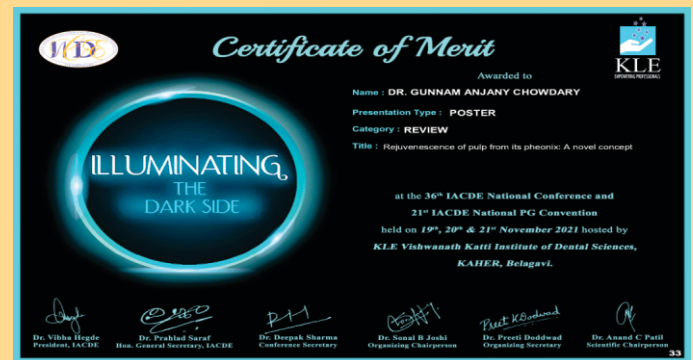 Certificate of Merit
KLE
EMPOWERING PROFESSIONALS
Awarded to
Name : DR. GUNNAM ANJANY CHOWDARY
Presentation Type : POSTER
Category : REVIEW
Title : Rejuvenescence of pulp from its pheonix: A novel concept
ILLUMINATING
THE
DARK SIDE
at the 36th IACDE National Conference and
21st IACDE National PG Convention
held on 19th, 20th & 21st November 2021 hosted by
KLE Vishwanath Katti Institute of Dental Sciences,
KAHER, Belagavi.
Preet K Dodwad
Dr. Vibha Hegde
President, IACDE
Dr. Prahlad Saraf
Hon. General Secretary, IACDE
Dr. Deepak Sharma
Conference Secretary
Dr. Sonal B Joshi
Organizing Chairperson
Dr. Preeti Doddwad
Organizing Secretary
Dr. Anand C Patil
Scientific Chairperson
33